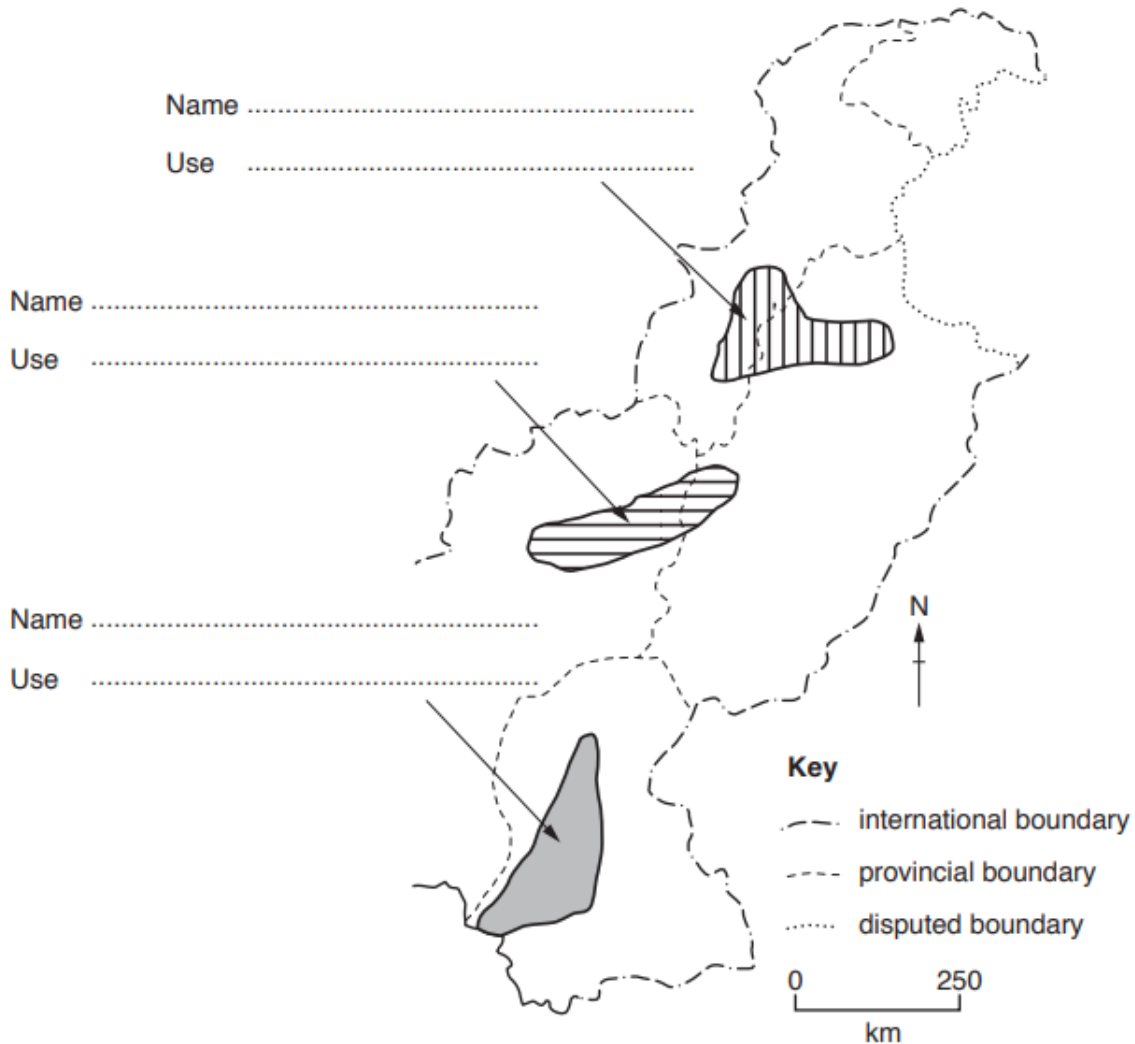 Name ..........................................................
Use ..........................................................
Name ..........................................................
Use ..........................................................
Name ..........................................................
Use ..........................................................
N
Key
international boundary
provincial boundary
disputed boundary
0 250
km